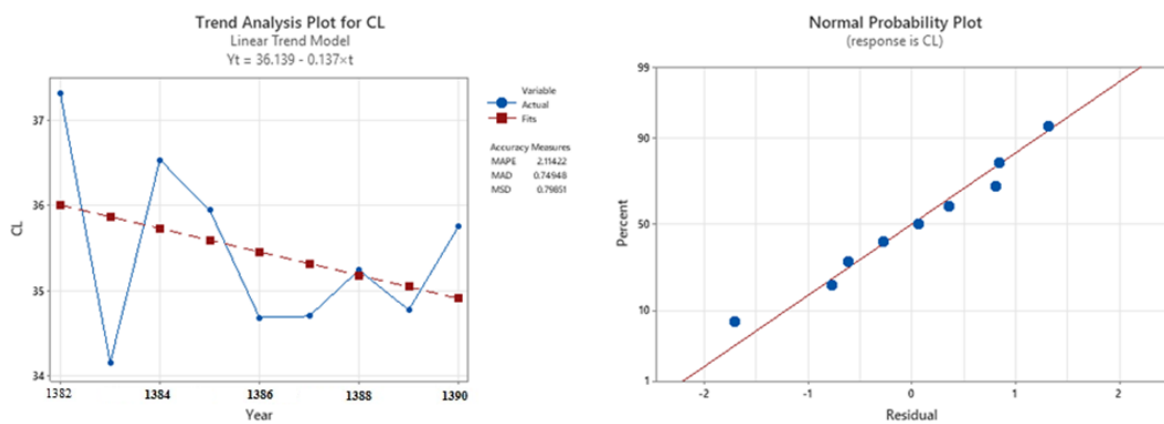 Trend Analysis Plot for CL
Linear Trend Model
Yt = 36.139 - 0.137×t
37
36
35
34
CL
1382
1384
1386
1388
1390
Year
Variable
Actual
Fits
Accuracy Measures
MAPE 2.11422
MAD 0.74948
MSD 0.79851
Normal Probability Plot
(response is CL)
99
90
50
10
1
Percent
-2
-1
0
1
2
Residual